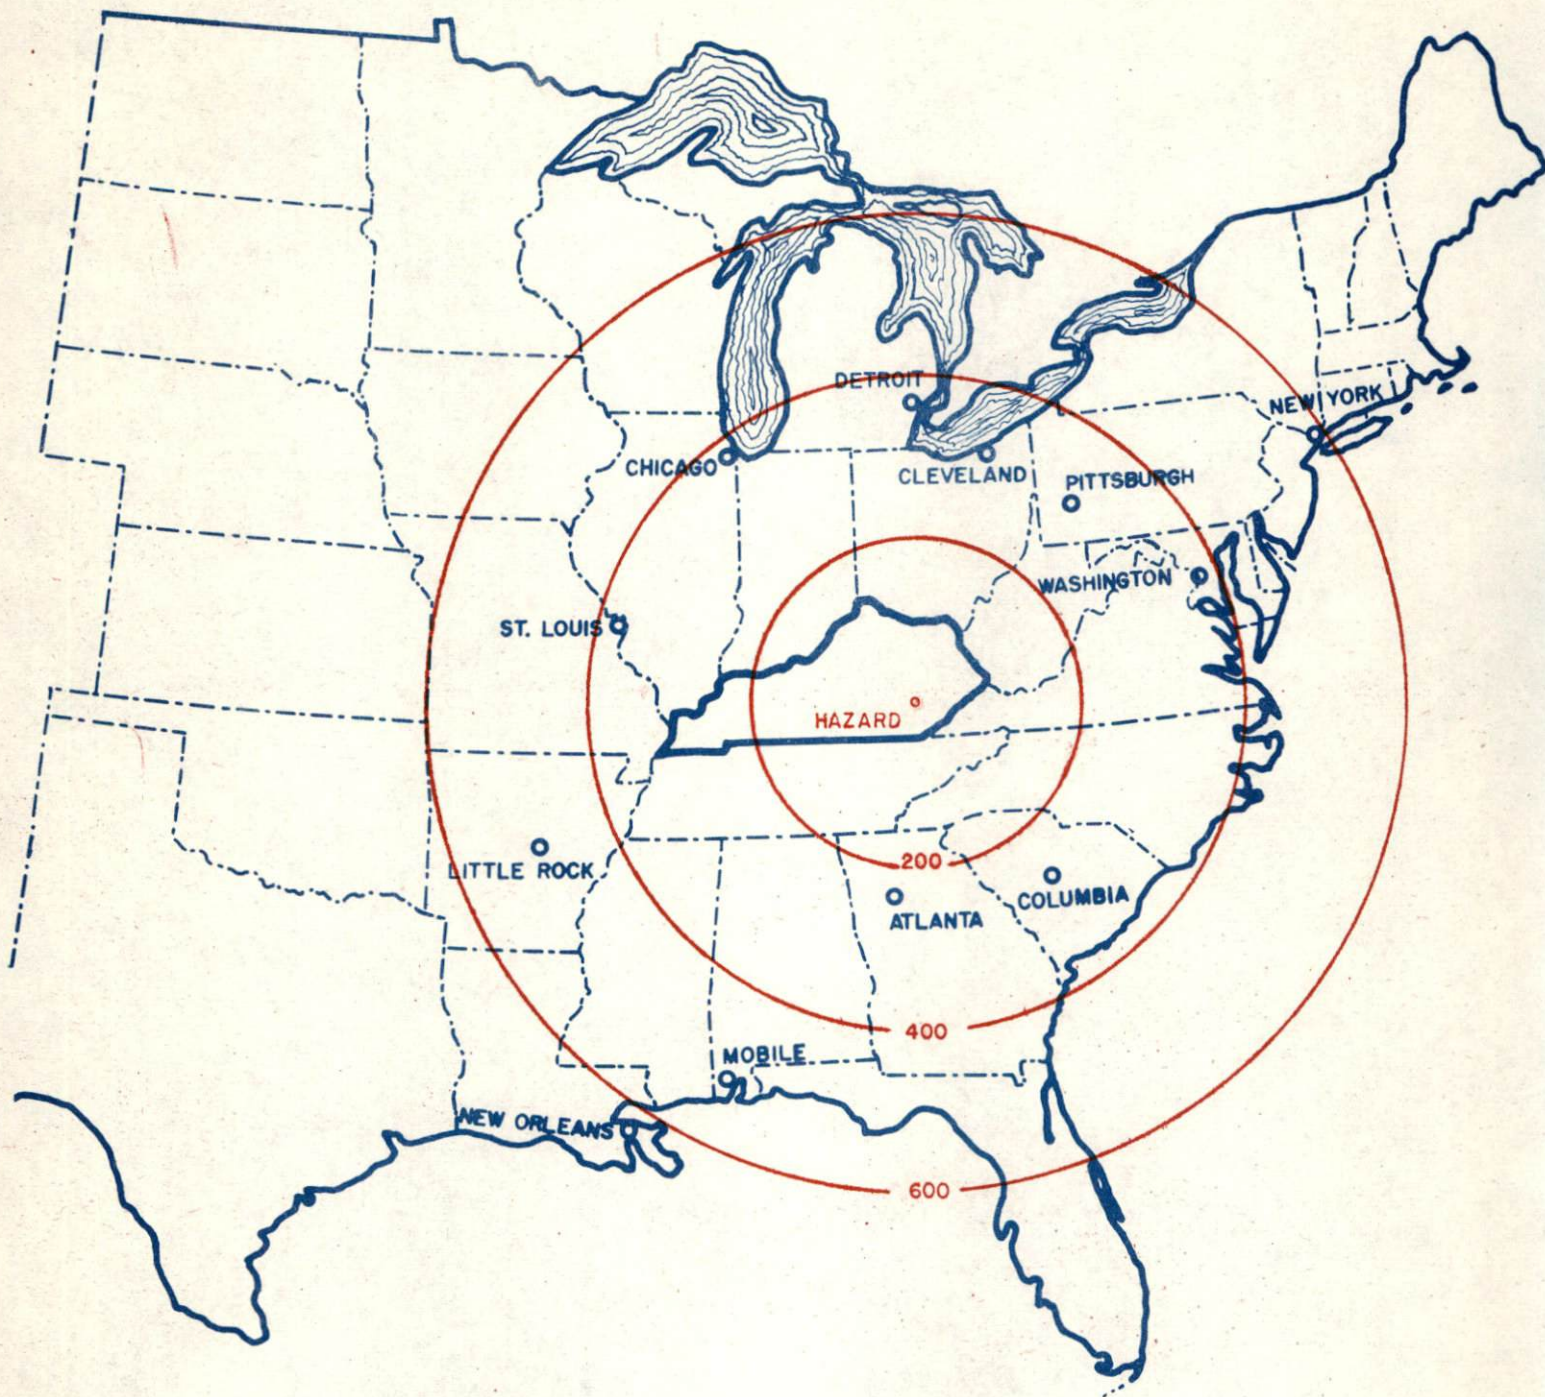 DETROIT
NEW YORK
CHICAGO
CLEVELAND
PITTSBURGH
WASHINGTON
ST. LOUIS
HAZARD
200
LITTLE ROCK
COLUMBIA
ATLANTA
400
MOBILE
NEW ORLEANS
600